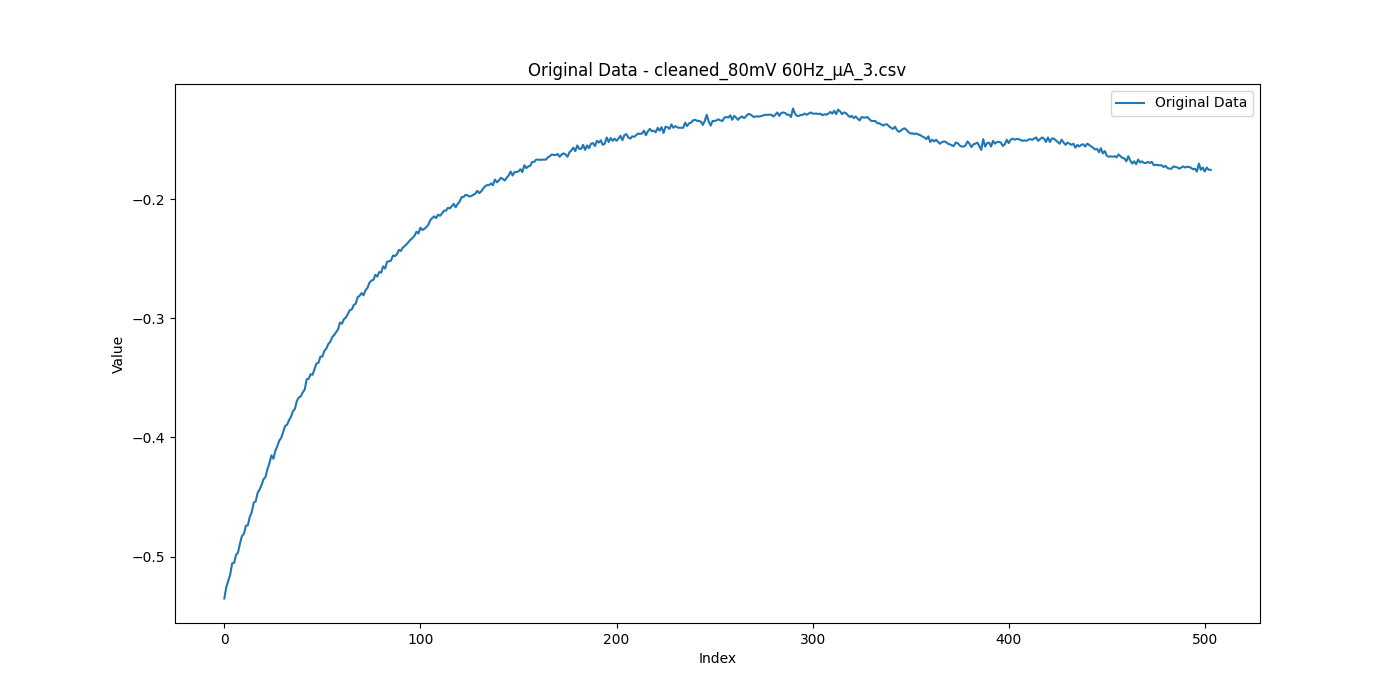 Original Data - cleaned_80mV 60Hz_μA_3.csv
Original Data
−0.2
−0.3
−0.4
−0.5
Value
0 100 200 300 400 500
Index